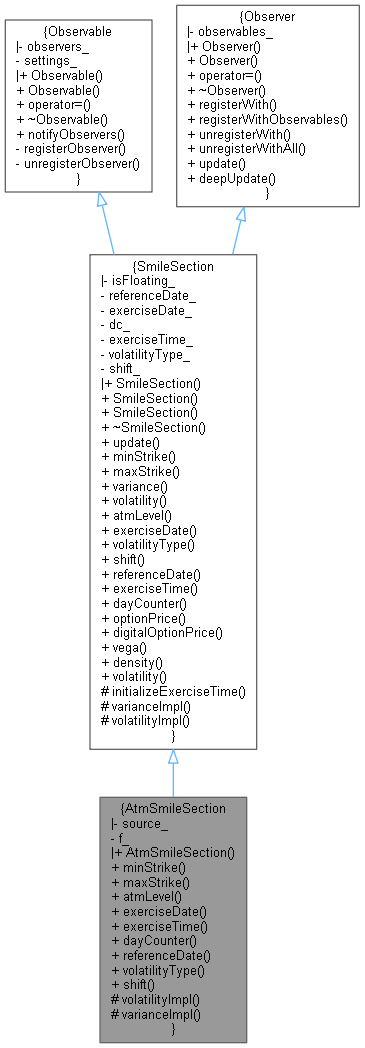 {Observable
|- observers_
- settings_
|+ Observable()
+ Observable()
+ operator=()
+ ~Observable()
+ notifyObservers()
- registerObserver()
- unregisterObserver()
}
{Observer
|- observables_
|+ Observer()
+ Observer()
+ operator=()
+ ~Observer()
+ registerWith()
+ registerWithObservables()
+ unregisterWith()
+ unregisterWithAll()
+ update()
+ deepUpdate()
}
{SmileSection
|- isFloating_
- referenceDate_
- exerciseDate_
- dc_
- exerciseTime_
- volatilityType_
- shift_
|+ SmileSection()
+ SmileSection()
+ SmileSection()
+ ~SmileSection()
+ update()
+ minStrike()
+ maxStrike()
+ variance()
+ volatility()
+ atmLevel()
+ exerciseDate()
+ volatilityType()
+ shift()
+ referenceDate()
+ exerciseTime()
+ dayCounter()
+ optionPrice()
+ digitalOptionPrice()
+ vega()
+ density()
+ volatility()
# initializeExerciseTime()
# varianceImpl()
# volatilityImpl()
}
{AtmSmileSection
|- source_
- f_
|+ AtmSmileSection()
+ minStrike()
+ maxStrike()
+ atmLevel()
+ exerciseDate()
+ exerciseTime()
+ dayCounter()
+ referenceDate()
+ volatilityType()
+ shift()
# volatilityImpl()
# varianceImpl()
}